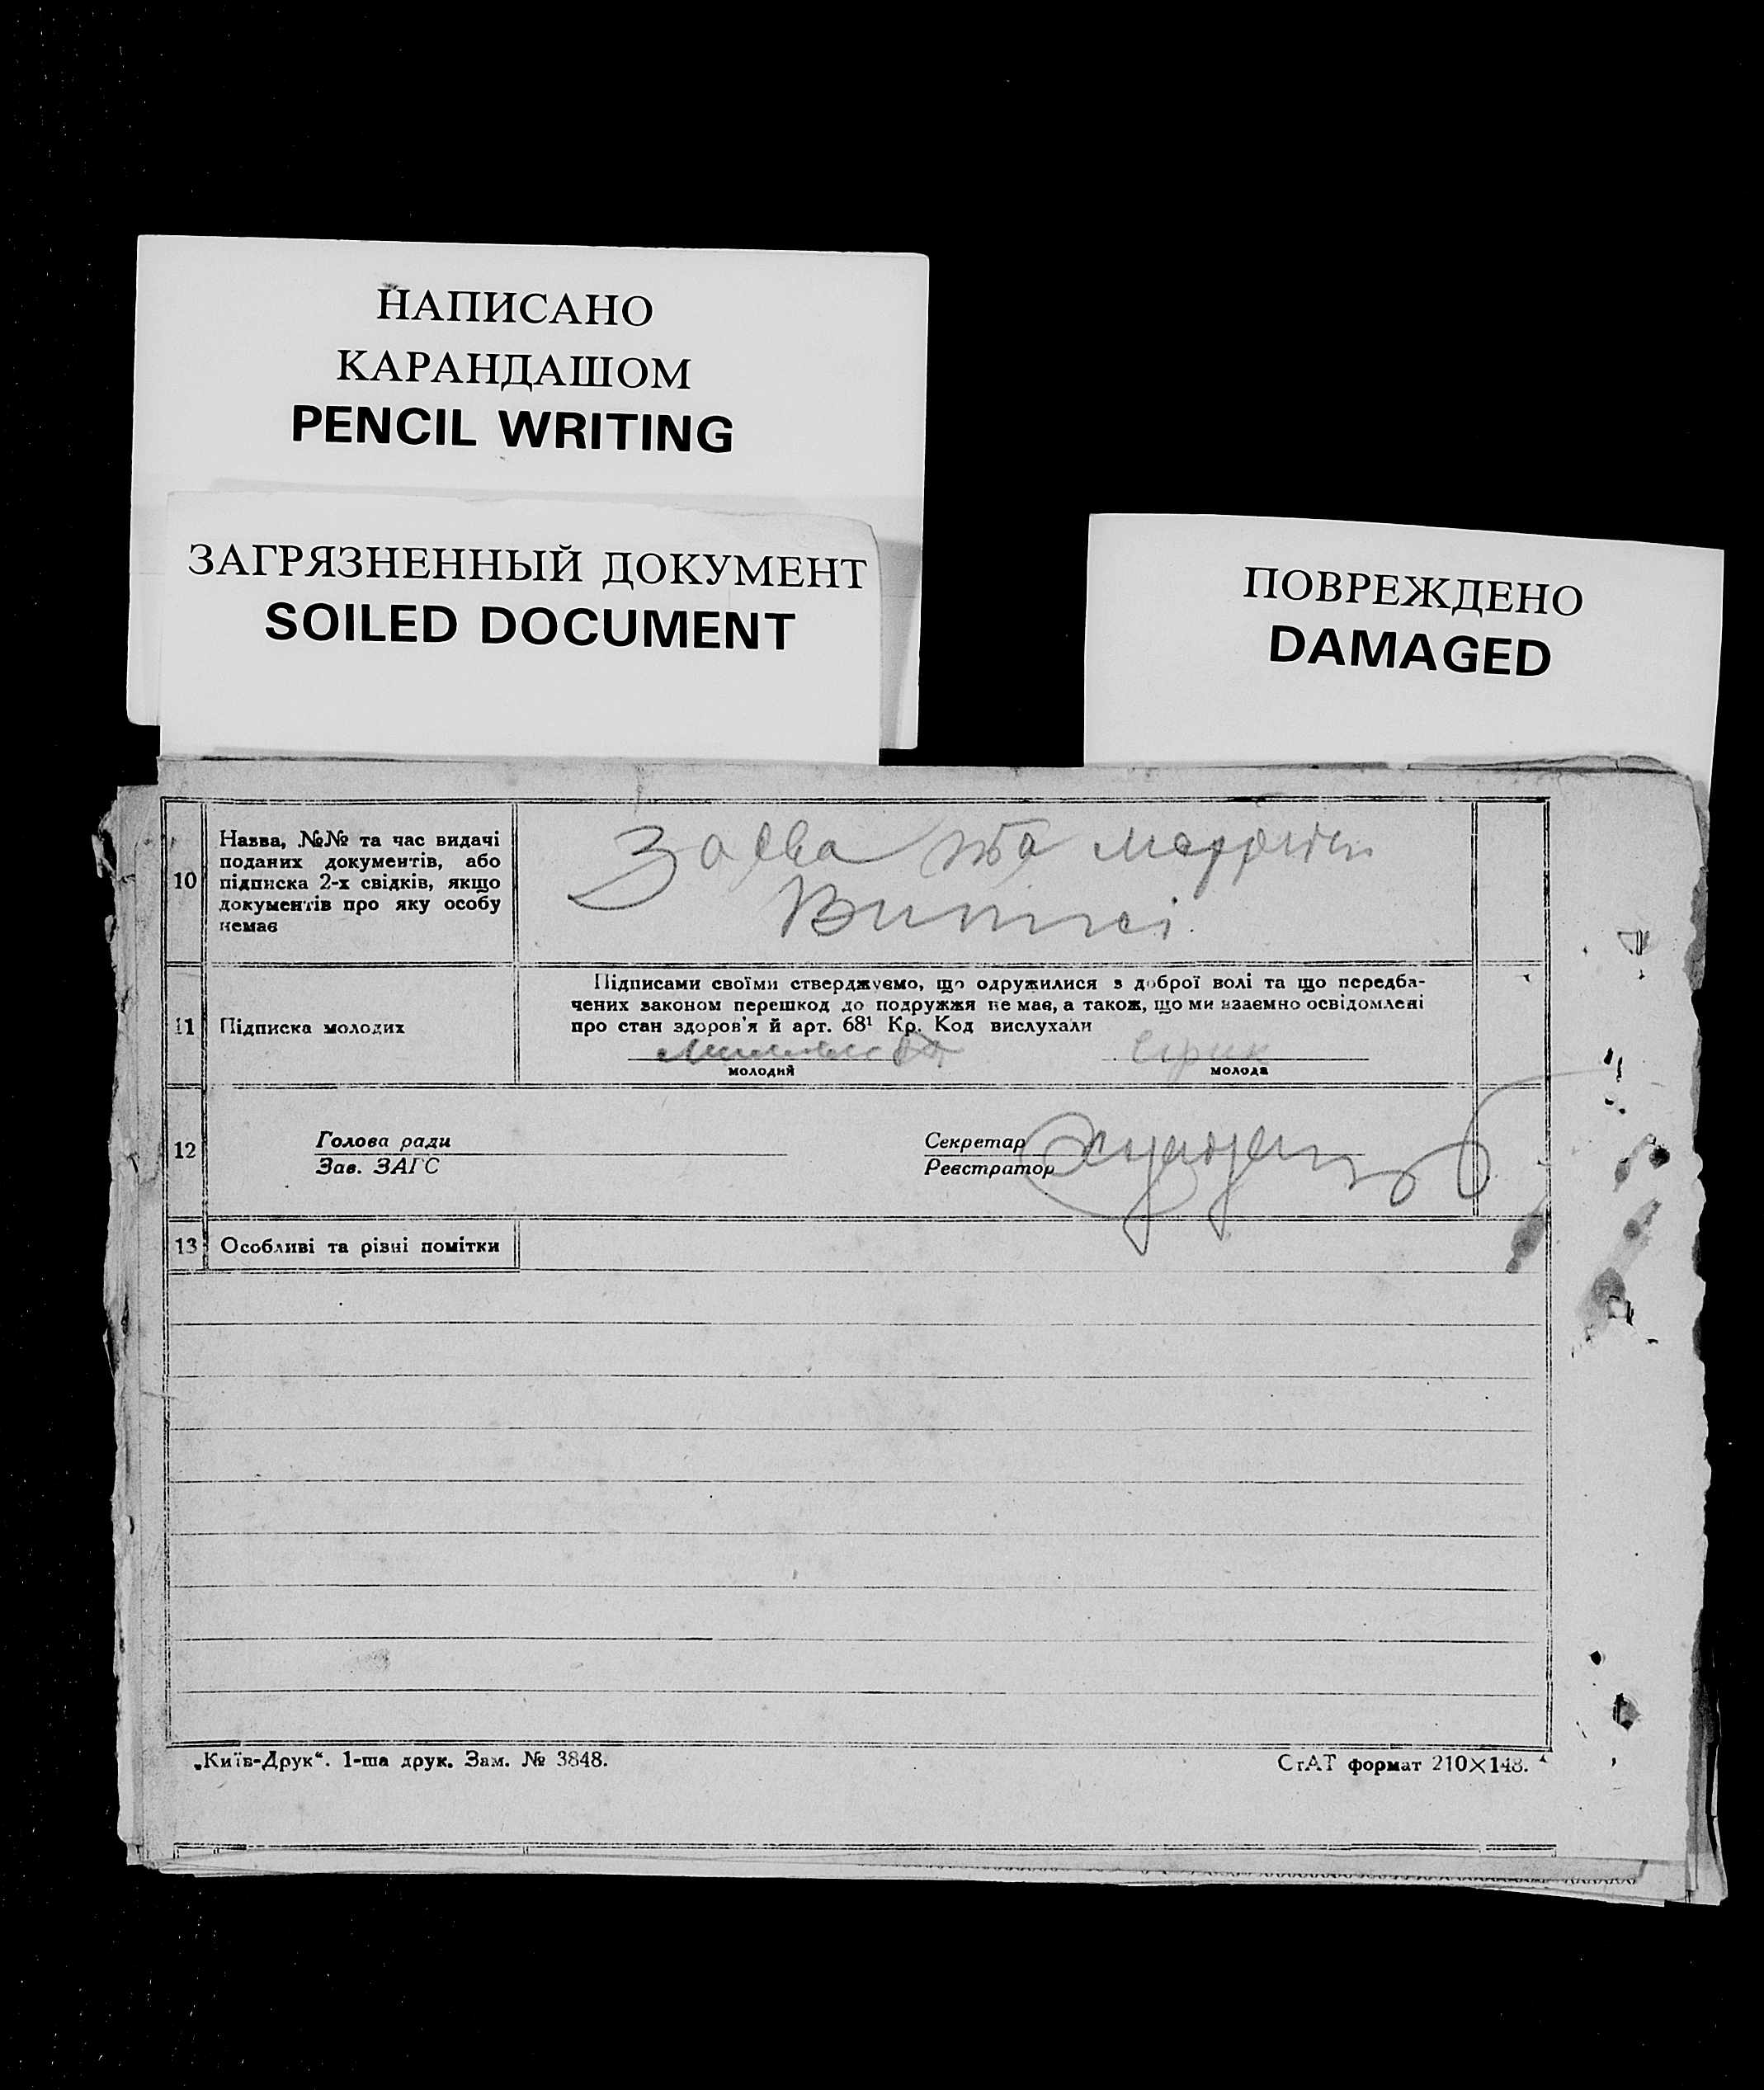 НАПИСАНО
КАРАНДАШОМ
PENCIL WRITING
ЗАГРЯЗНЕННЫЙ ДОКУМЕНТ
SOILED DOCUMENT
ПОВРЕЖДЕНО
DAMAGED
10
Назва, №№ та час видачі
поданих документів, або
підписка 2-х свідків, якщо
документів про яку особу
немає
Заява та
11
Підписка молодих
Підписами своїми стверджуємо, що одружилися з доброї волі та що передба-
чених законом перешкод до подружжя не має, а також, що ми взаємно освідомлені
про стан здоров'я й арт. 68¹ Кр. Код вислухали
молодий
молода
12
Голова ради
Зав. ЗАГС
Секретар
Реєстратор
13 Особливі та різні помітки
„Київ-Друк“. 1-ша друк. Зам. № 3848.
СтАТ формат 210×148.